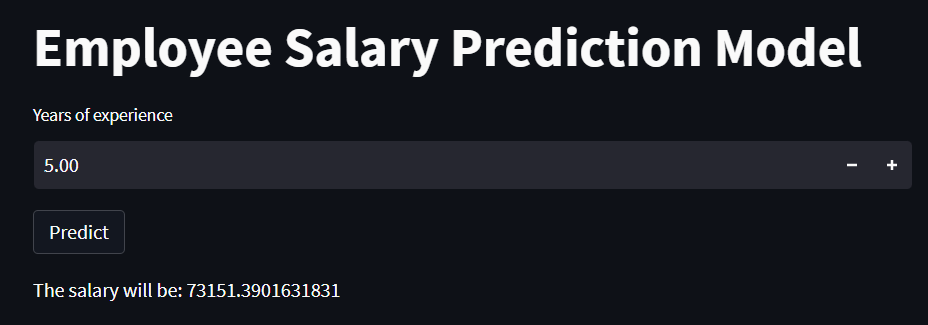 Employee Salary Prediction Model
Years of experience
5.00
Predict
The salary will be: 73151.3901631831